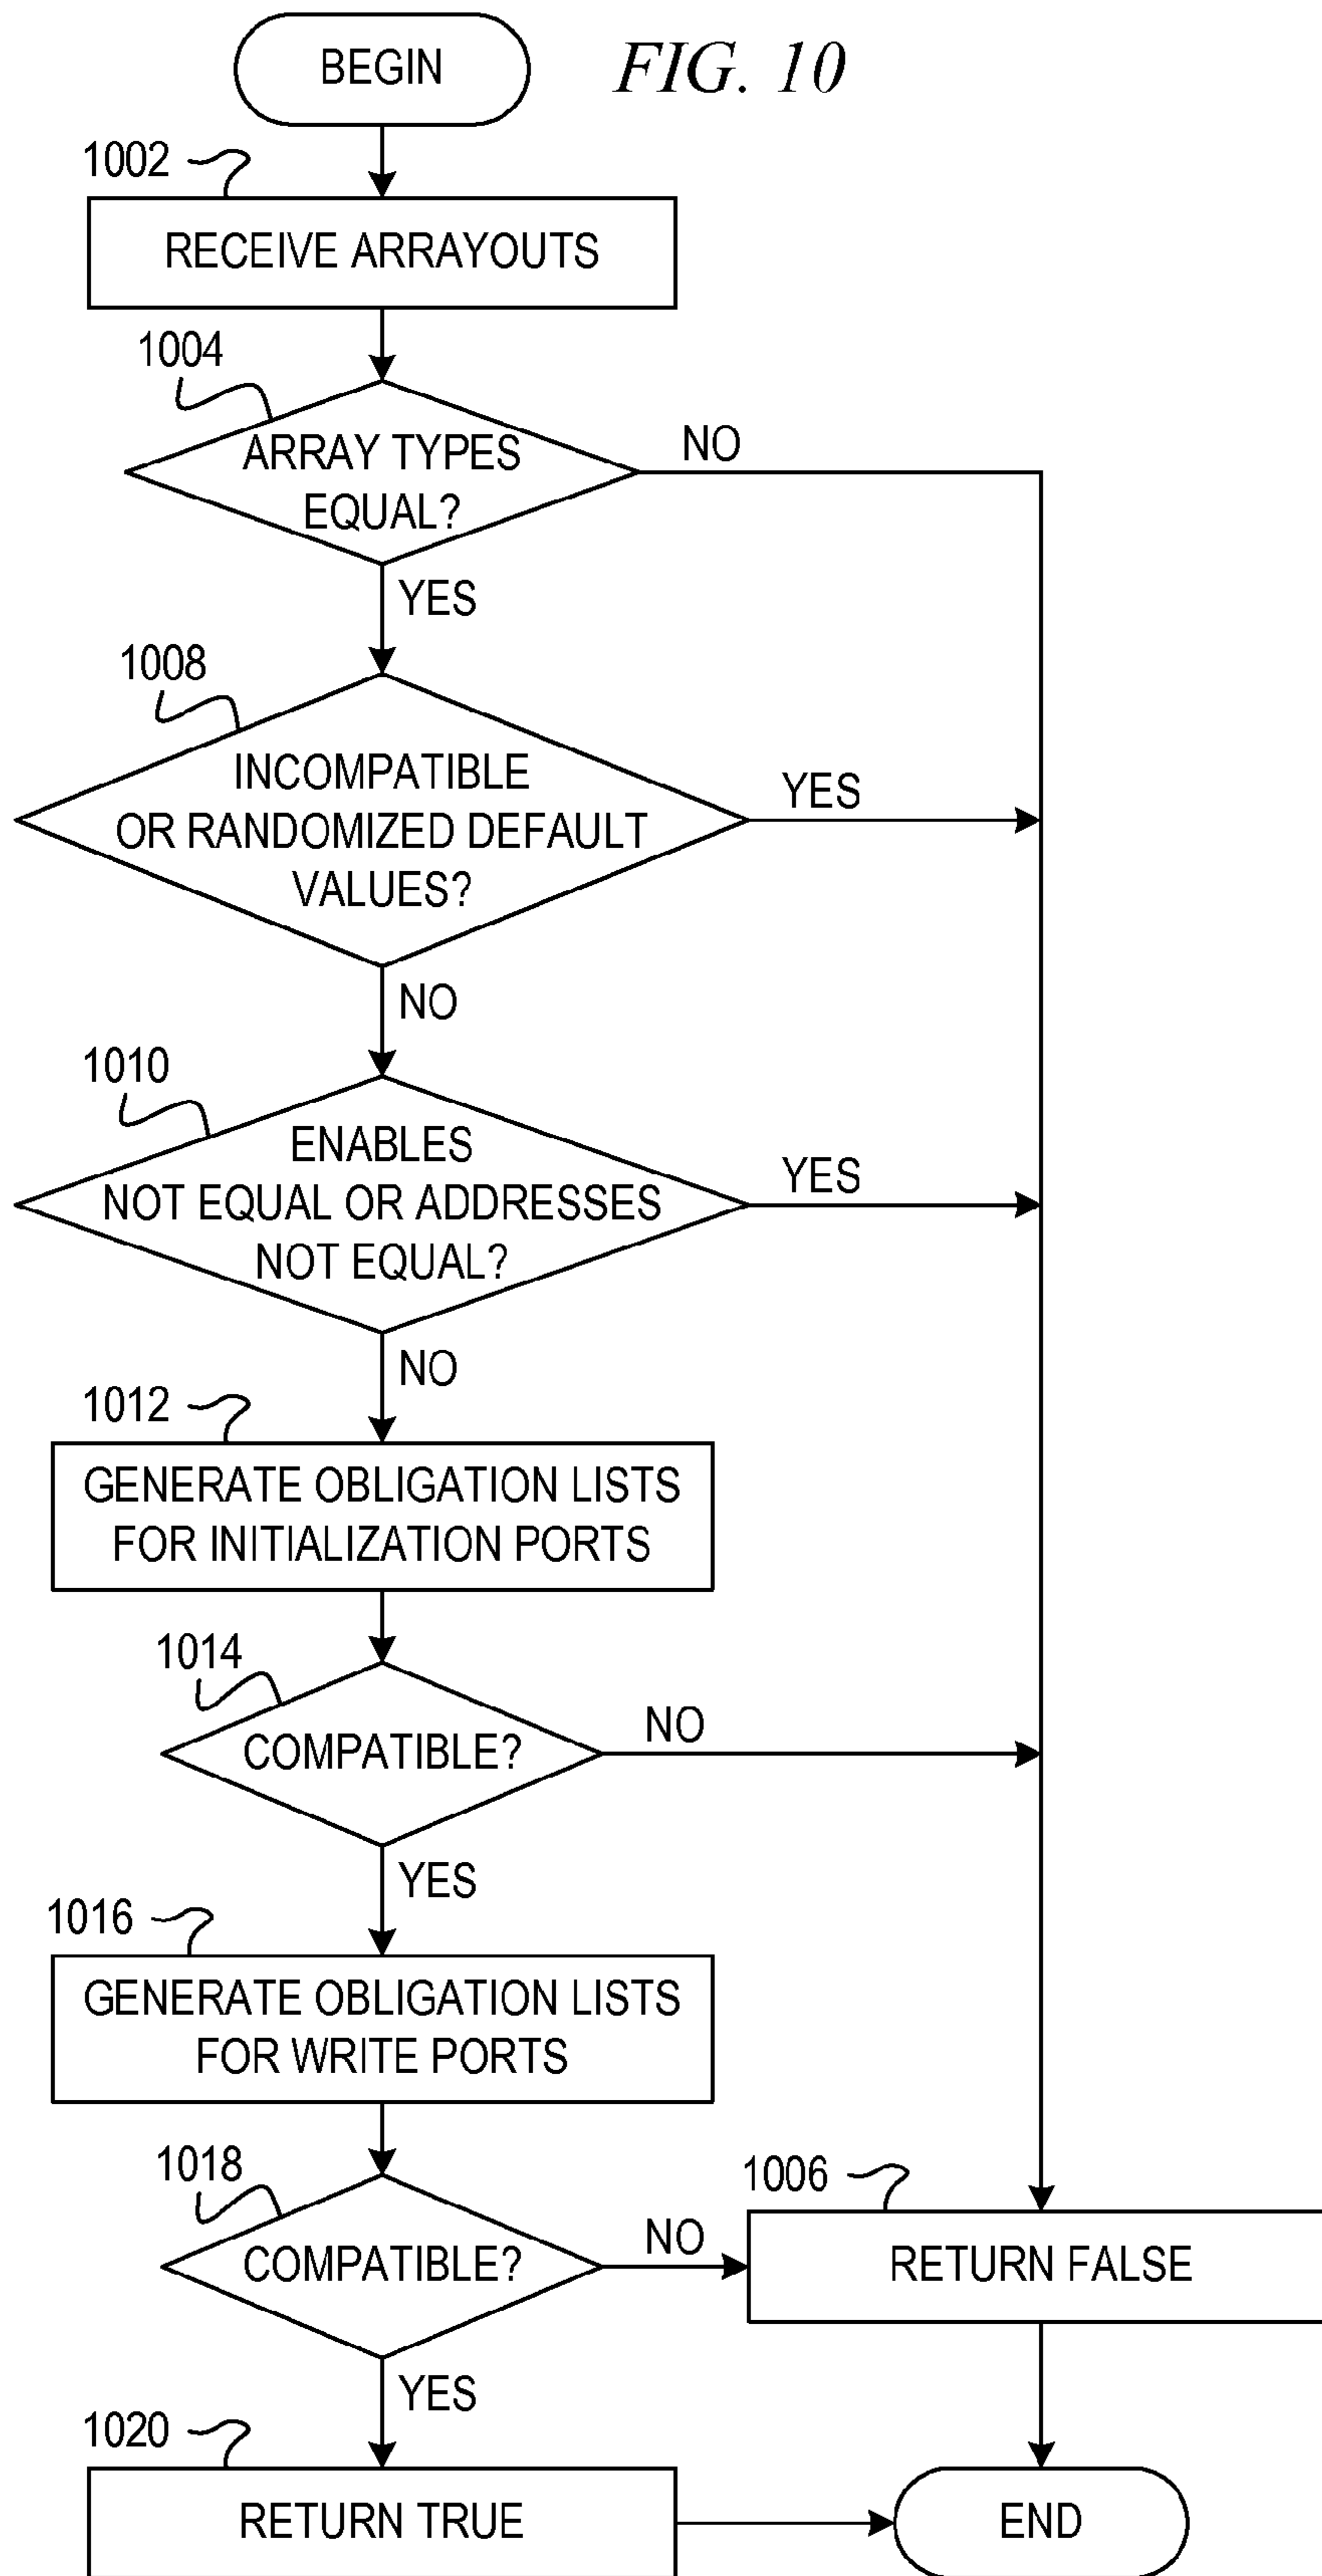 BEGIN
FIG. 10
1002
RECEIVE ARRAYOUTS
1004
ARRAY TYPES
EQUAL?
NO
YES
1008
INCOMPATIBLE
OR RANDOMIZED DEFAULT
VALUES?
YES
NO
1010
ENABLES
NOT EQUAL OR ADDRESSES
NOT EQUAL?
YES
NO
1012
GENERATE OBLIGATION LISTS
FOR INITIALIZATION PORTS
1014
COMPATIBLE?
NO
YES
1016
GENERATE OBLIGATION LISTS
FOR WRITE PORTS
1018
COMPATIBLE?
NO
1006
RETURN FALSE
YES
1020
RETURN TRUE
END